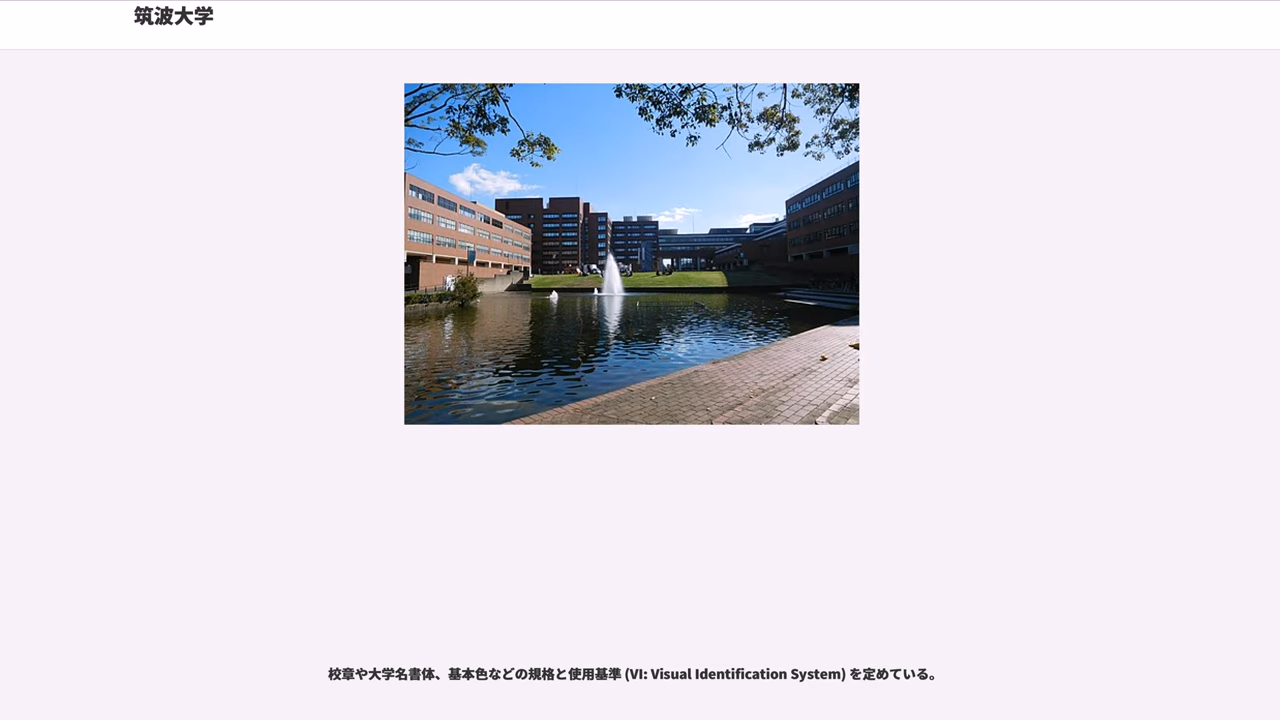 筑波大学
校章や大学名書体、基本色などの規格と使用基準 (VI: Visual Identification System) を定めている。